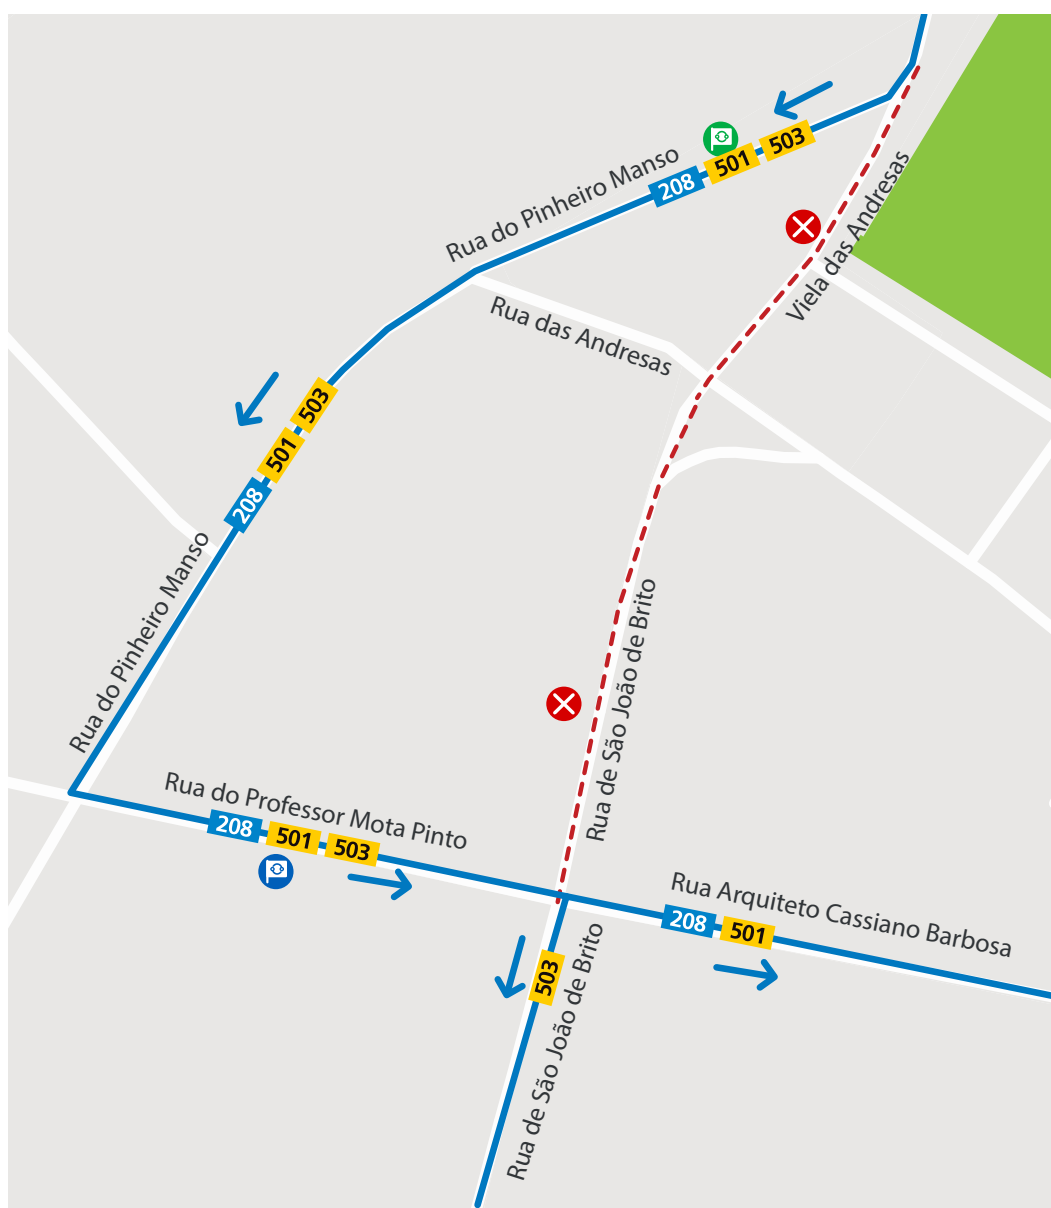 503
501
208
Rua do Pinheiro Manso
Viela das Andresas
Rua das Andresas
503
501
208
Rua do Pinheiro Manso
Rua de São João de Brito
Rua do Professor Mota Pinto
208
501
503
Rua Arquiteto Cassiano Barbosa
208
501
503
Rua de São João de Brito